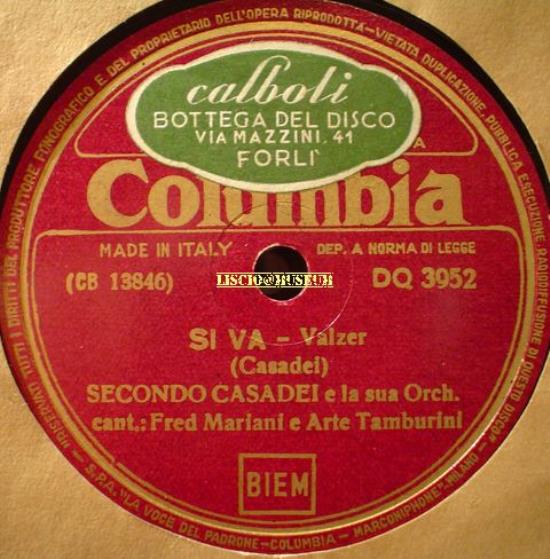 calboli
BOTTEGA DEL DISCO
VIA MAZZINI. 41
FORLI'
A
Columbia
MADE IN ITALY
DEP. A NORMA DI LEGGE
(CB 13846)
LISCIO@MUSEUM
DQ 3952
SI VA - Valzer
(Casadei)
SECONDO CASADEI e la sua Orch.
cant.: Fred Mariani e Arte Tamburini
BIEM
"RISERVATI TUTTI I DIRITTI DEL PRODUTTORE FONOGRAFICO E DEL PROPRIETARIO DELL'OPERA RIPRODOTTA - VIETATA DUPLICAZIONE, PUBBLICA ESECUZIONE, RADIODIFFUSIONE DI QUESTO DISCO"
S.P.A. "LA VOCE DEL PADRONE - COLUMBIA - MARCONIPHONE" - MILANO